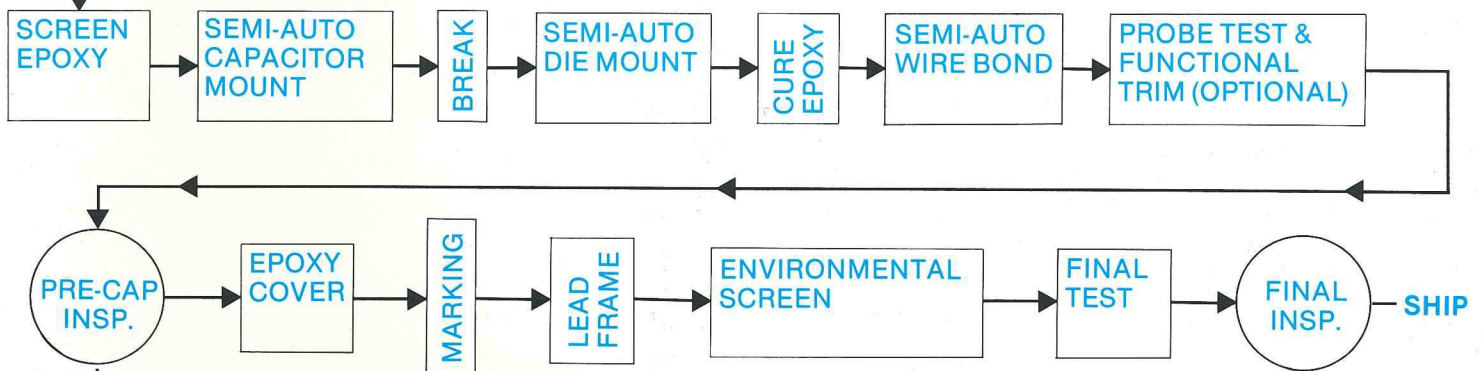 SCREEN
EPOXY
SEMI-AUTO
CAPACITOR
MOUNT
BREAK
SEMI-AUTO
DIE MOUNT
CURE
EPOXY
SEMI-AUTO
WIRE BOND
PROBE TEST &
FUNCTIONAL
TRIM (OPTIONAL)
PRE-CAP
INSP.
EPOXY
COVER
MARKING
LEAD
FRAME
ENVIRONMENTAL
SCREEN
FINAL
TEST
FINAL
INSP.
SHIP